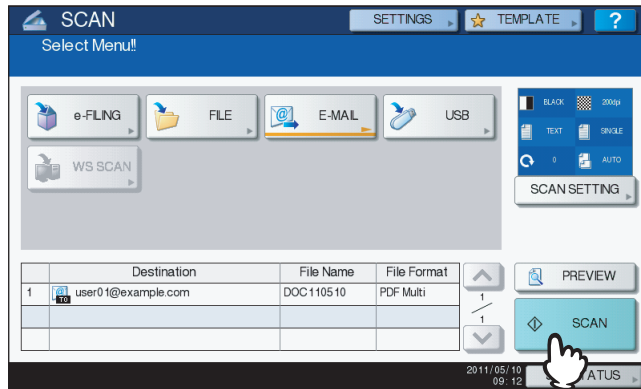 SCAN
SETTINGS
TEMPLATE
?
Select Menu!!
e-FILING
FILE
E-MAIL
USB
WS SCAN
BLACK
200dpi
TEXT
SINGLE
0
AUTO
SCAN SETTING
Destination File Name File Format
1 TO user01@example.com DOC110510 PDF Multi
1
1
PREVIEW
SCAN
2011/05/10
09:12